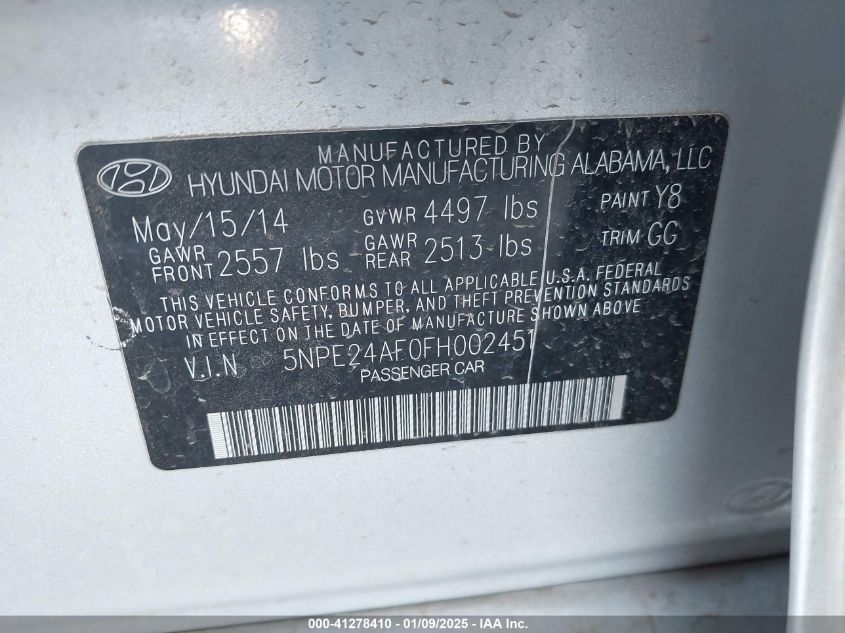 MANUFACTURED BY
HYUNDAI MOTOR MANUFACTURING ALABAMA, LLC
May/15/14 GVWR 4497 lbs PAINT Y8
GAWR FRONT 2557 lbs GAWR REAR 2513 lbs TRIM GG
THIS VEHICLE CONFORMS TO ALL APPLICABLE U.S.A. FEDERAL
MOTOR VEHICLE SAFETY, BUMPER, AND THEFT PREVENTION STANDARDS
IN EFFECT ON THE DATE OF MANUFACTURE SHOWN ABOVE
V.I.N 5NPE24AF0FH002451
PASSENGER CAR
000-41278410 - 01/09/2025 - IAA, Inc.